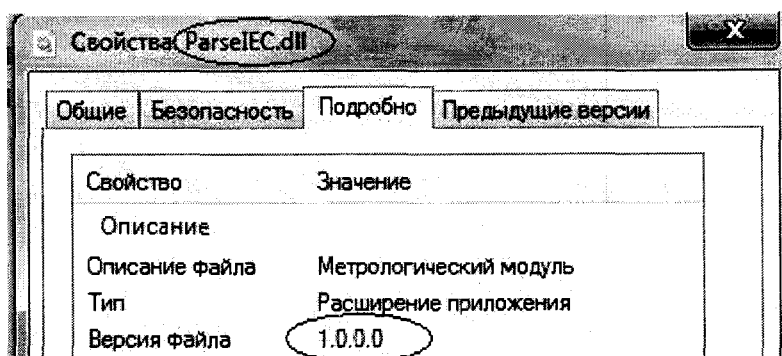 Свойства: ParseIEC.dll
Общие Безопасность Подробно Предыдущие версии
Свойство Значение
Описание
Описание файла Метрологический модуль
Тип Расширение приложения
Версия файла 1.0.0.0